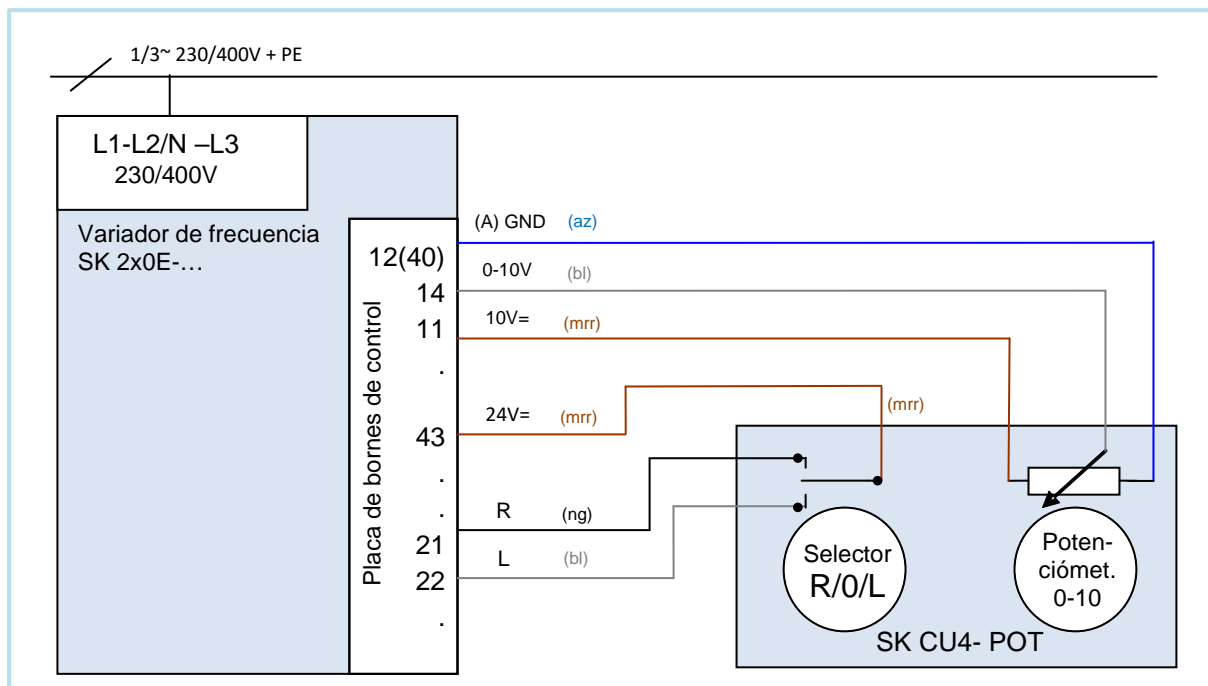 1/3~ 230/400V + PE
L1-L2/N –L3
230/400V
Variador de frecuencia
SK 2x0E-…
Placa de bornes de control
12(40)
14
11
.
43
.
.
21
22
.
(A) GND (az)
0-10V (bl)
10V= (mrr)
24V= (mrr)
(mrr)
R (ng)
L (bl)
Selector
R/0/L
Poten-
ciómet.
0-10
SK CU4- POT